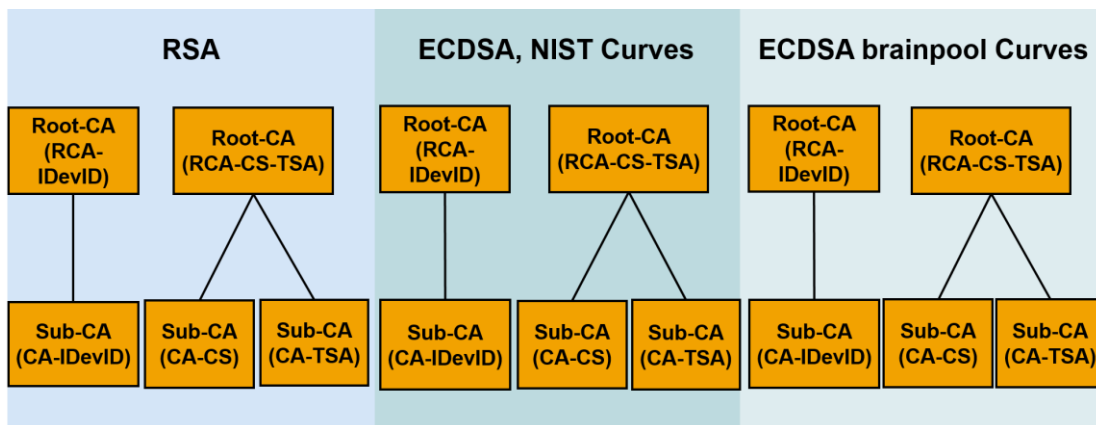 RSA
ECDSA, NIST Curves
ECDSA brainpool Curves
Root-CA
(RCA-
IDevID)
Root-CA
(RCA-CS-TSA)
Root-CA
(RCA-
IDevID)
Root-CA
(RCA-CS-TSA)
Root-CA
(RCA-
IDevID)
Root-CA
(RCA-CS-TSA)
Sub-CA
(CA-IDevID)
Sub-CA
(CA-CS)
Sub-CA
(CA-TSA)
Sub-CA
(CA-IDevID)
Sub-CA
(CA-CS)
Sub-CA
(CA-TSA)
Sub-CA
(CA-IDevID)
Sub-CA
(CA-CS)
Sub-CA
(CA-TSA)